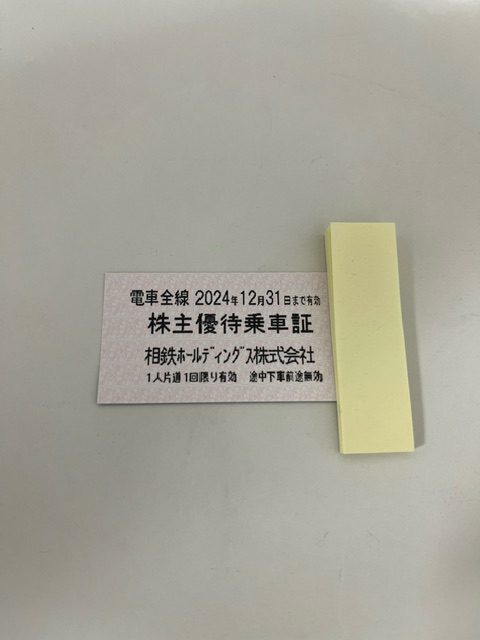 電車全線 2024年12月31日まで有効
株主優待乗車証
相鉄ホールディングス株式会社
1人片道1回限り有効 途中下車前途無効